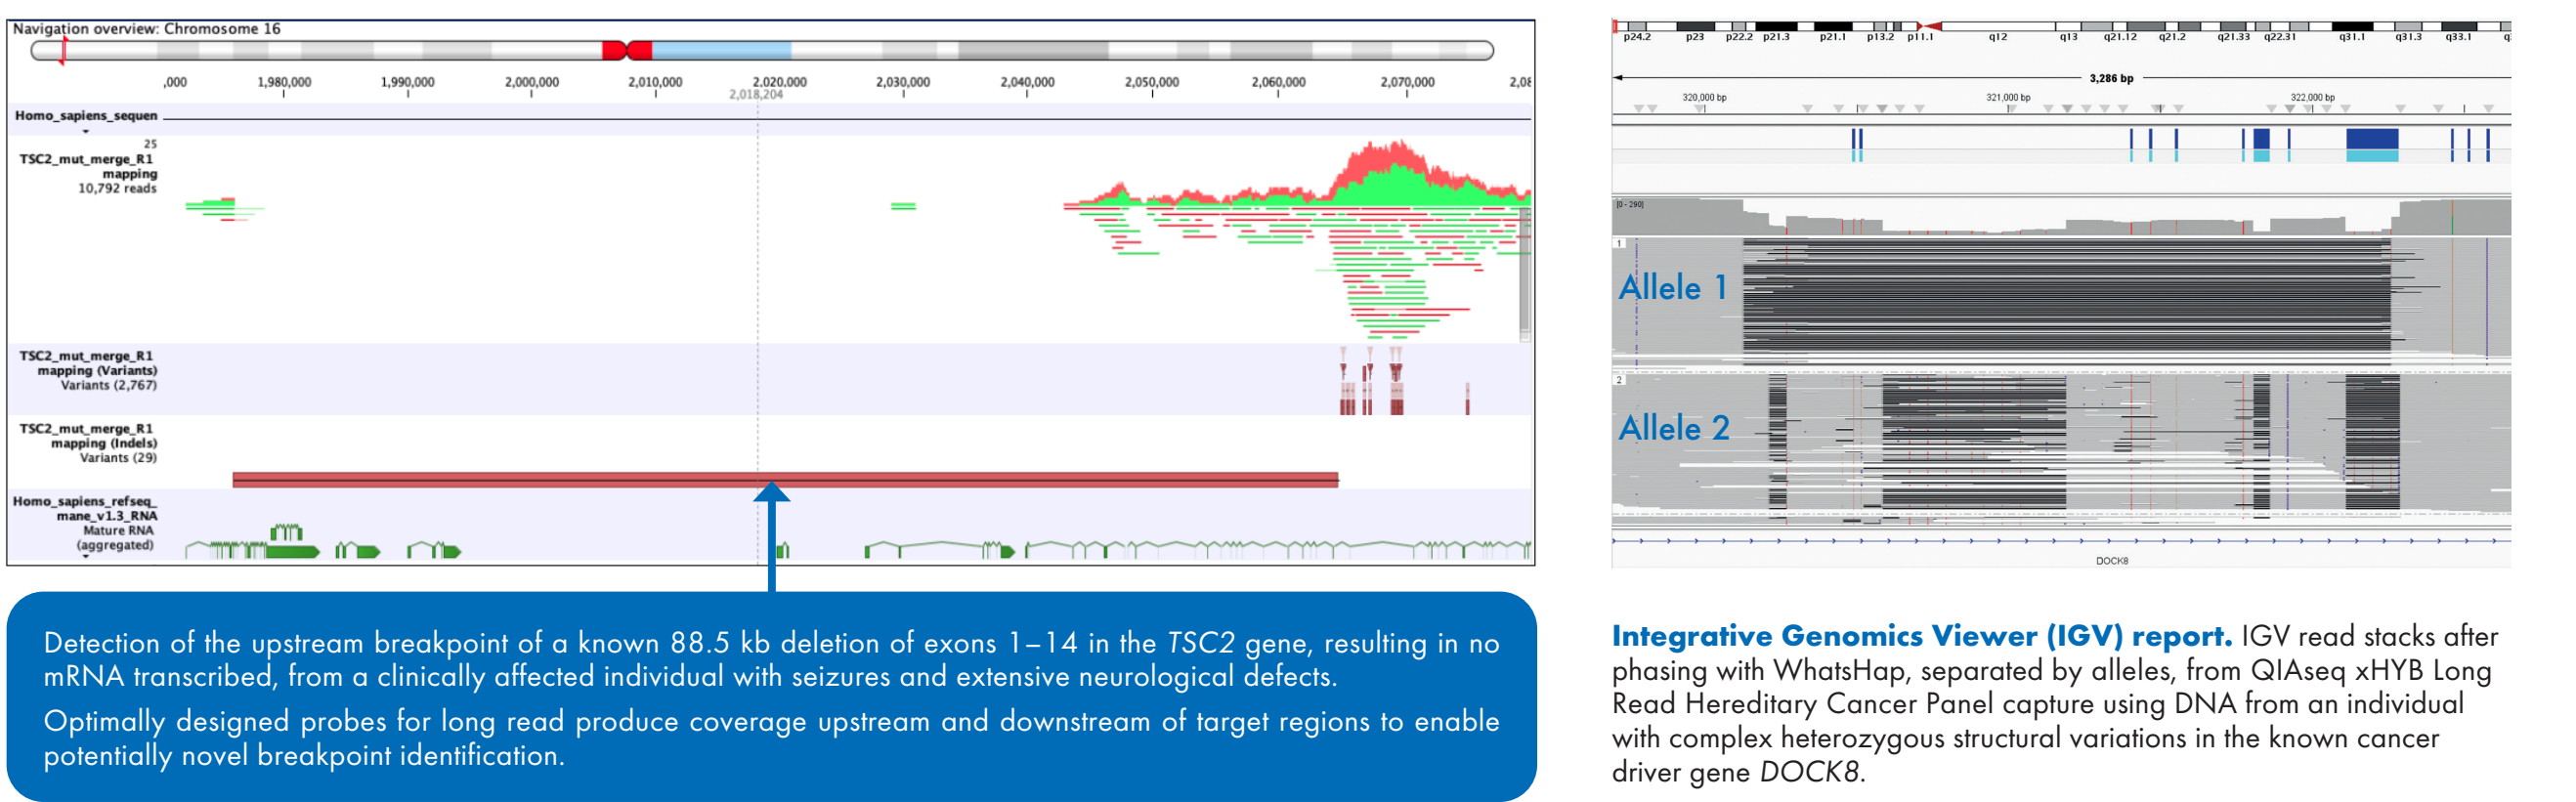 Navigation overview: Chromosome 16
,000 1,980,000 1,990,000 2,000,000 2,010,000 2,020,000 2,030,000 2,040,000 2,050,000 2,060,000 2,070,000 2,08
2,018,204
Homo_sapiens_sequen
25
TSC2_mut_merge_R1
mapping
10,792 reads
TSC2_mut_merge_R1
mapping (Variants)
Variants (2,767)
TSC2_mut_merge_R1
mapping (Indels)
Variants (29)
Homo_sapiens_refseq_
mane_v1.3_RNA
Mature RNA
(aggregated)
Detection of the upstream breakpoint of a known 88.5 kb deletion of exons 1–14 in the TSC2 gene, resulting in no
mRNA transcribed, from a clinically affected individual with seizures and extensive neurological defects.
Optimally designed probes for long read produce coverage upstream and downstream of target regions to enable
potentially novel breakpoint identification.
p24.2 p23 p22.2 p21.3 p21.1 p13.2 p11.1 q12 q13 q21.12 q21.2 q21.33 q22.31 q31.1 q31.3 q33.1
3,286 bp
320,000 bp 321,000 bp 322,000 bp
[0 - 290]
1
Allele 1
2
Allele 2
DOCK8
Integrative Genomics Viewer (IGV) report. IGV read stacks after
phasing with WhatsHap, separated by alleles, from QIAseq xHYB Long
Read Hereditary Cancer Panel capture using DNA from an individual
with complex heterozygous structural variations in the known cancer
driver gene DOCK8.